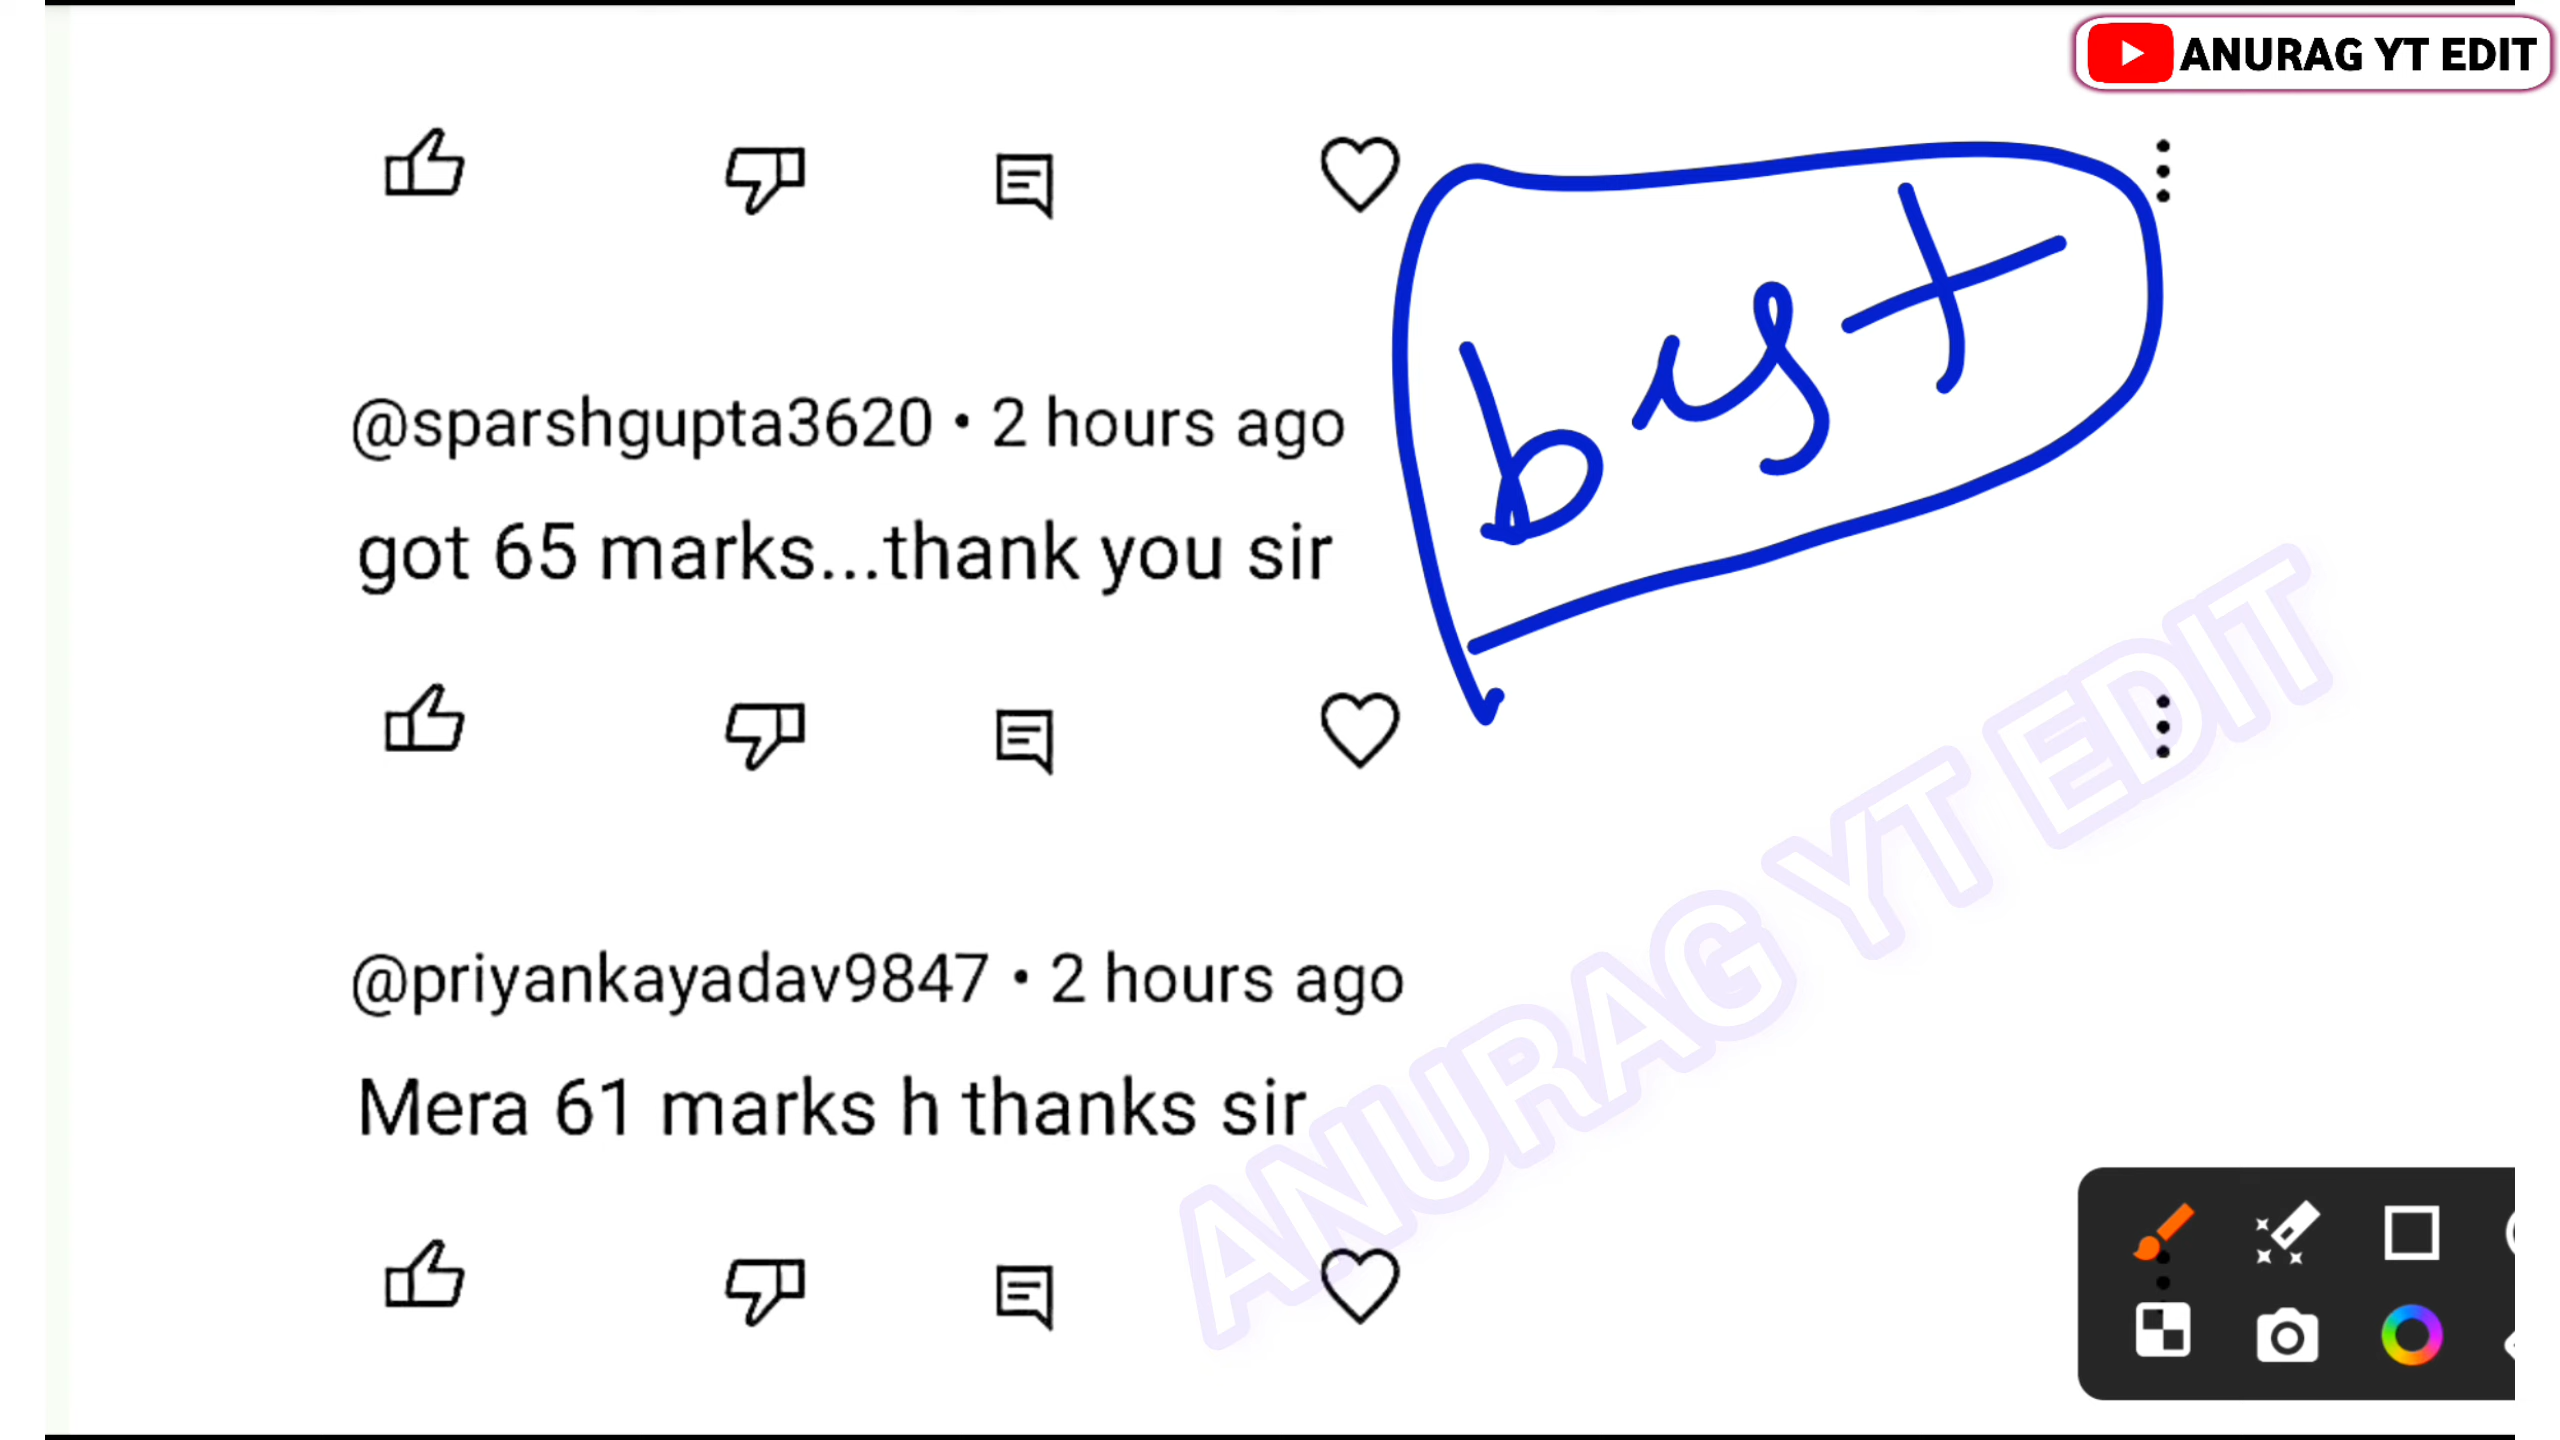 ANURAG YT EDIT
best
@sparshgupta3620 • 2 hours ago
got 65 marks...thank you sir
@priyankayadav9847 • 2 hours ago
Mera 61 marks h thanks sir
ANURAG YT EDIT